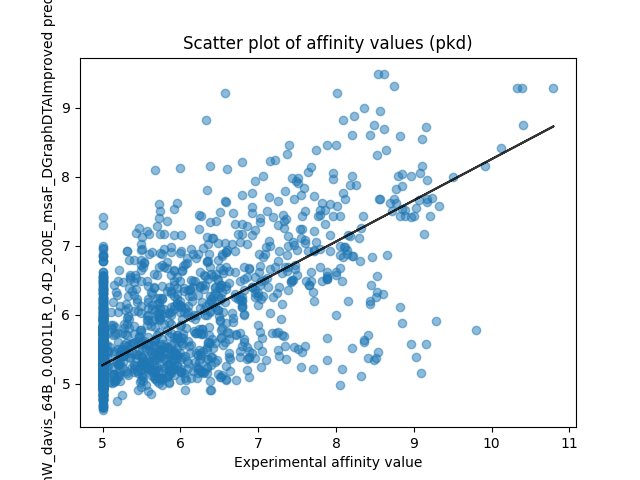 Scatter plot of affinity values (pkd)
W_davis_64B_0.0001LR_0.4D_200E_msaF_DGraphDTAImproved
9
8
7
6
5
5 6 7 8 9 10 11
Experimental affinity value